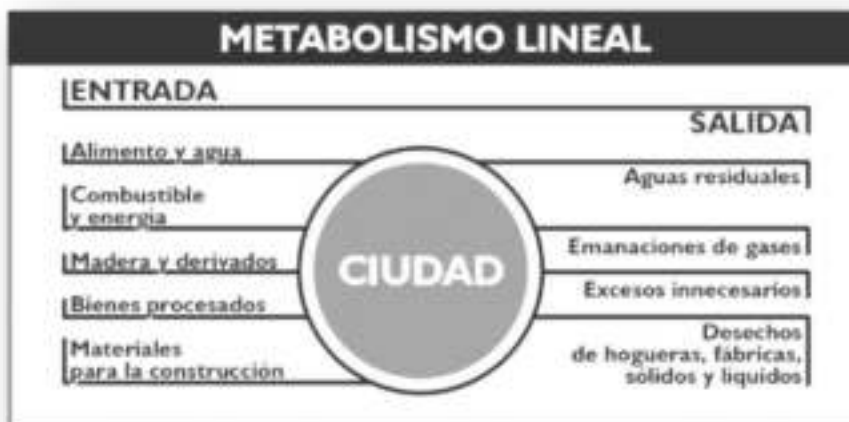 METABOLISMO LINEAL
ENTRADA
SALIDA
Alimento y agua
Combustible
y energía
Madera y derivados
Bienes procesados
Materiales
para la construcción
CIUDAD
Aguas residuales
Emanaciones de gases
Excesos innecesarios
Desechos
de hogueras, fábricas,
sólidos y líquidos